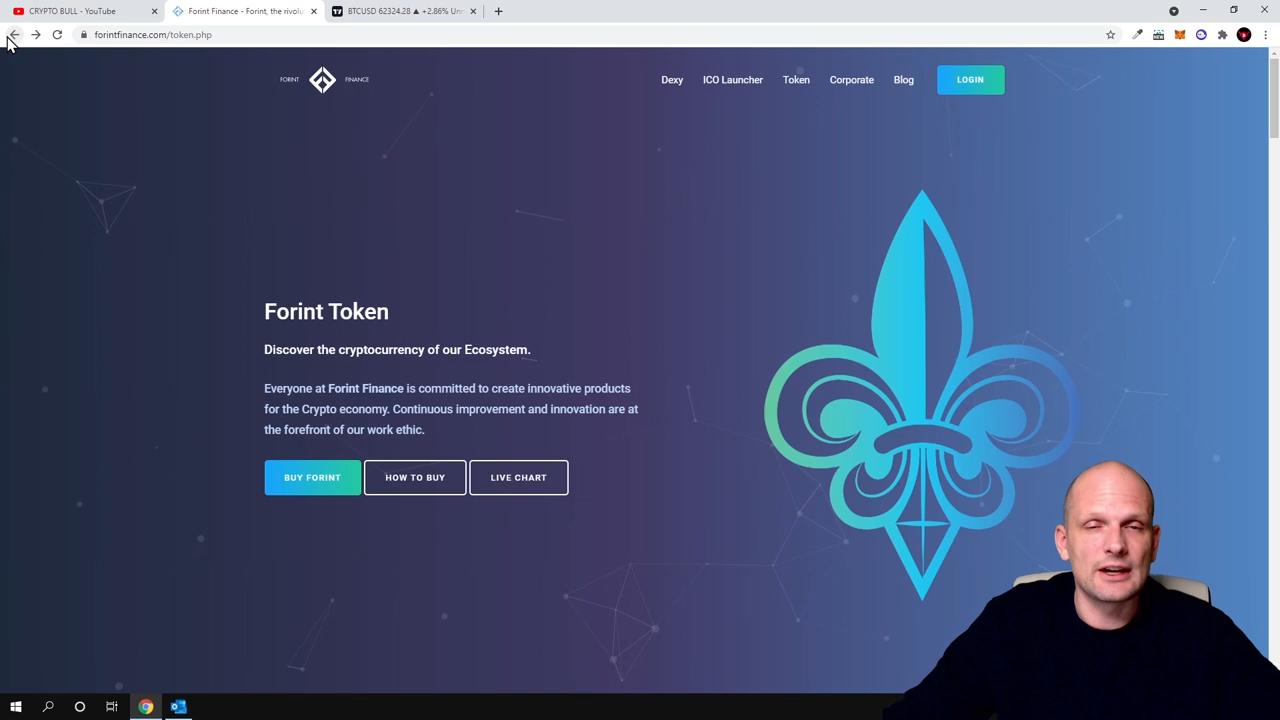 CRYPTO BULL - YouTube
Forint Finance - Forint, the rivolu
BTCUSD 62324.28 ▲ +2.86% Un
forintfinance.com/token.php
FORINT FINANCE
Dexy
ICO Launcher
Token
Corporate
Blog
LOGIN
Forint Token
Discover the cryptocurrency of our Ecosystem.
Everyone at Forint Finance is committed to create innovative products
for the Crypto economy. Continuous improvement and innovation are at
the forefront of our work ethic.
BUY FORINT
HOW TO BUY
LIVE CHART